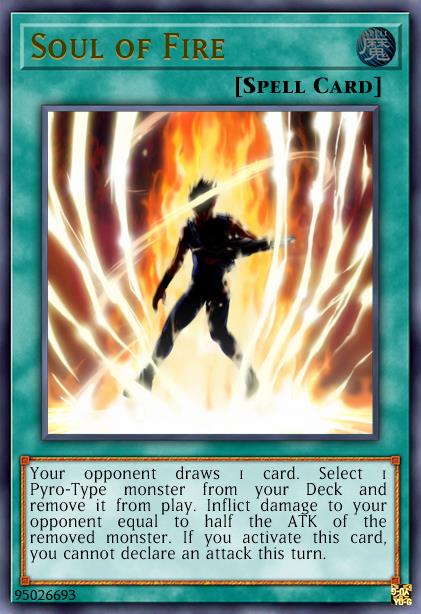 Soul of Fire
魔
[Spell Card]
Your opponent draws 1 card. Select 1
Pyro-Type monster from your Deck and
remove it from play. Inflict damage to your
opponent equal to half the ATK of the
removed monster. If you activate this card,
you cannot declare an attack this turn.
95026693